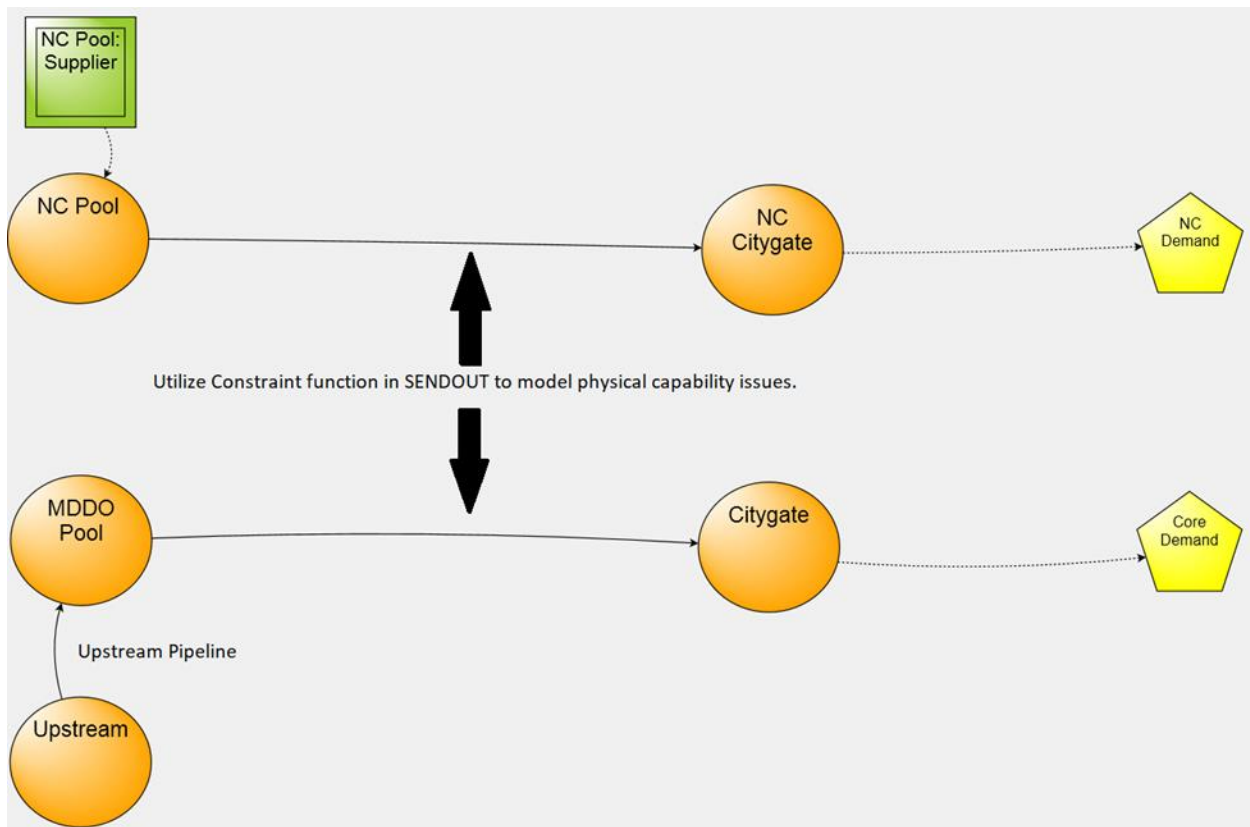 NC Pool:
Supplier
NC Pool
NC
Citygate
NC
Demand
Utilize Constraint function in SENDOUT to model physical capability issues.
MDDO
Pool
Citygate
Core
Demand
Upstream Pipeline
Upstream